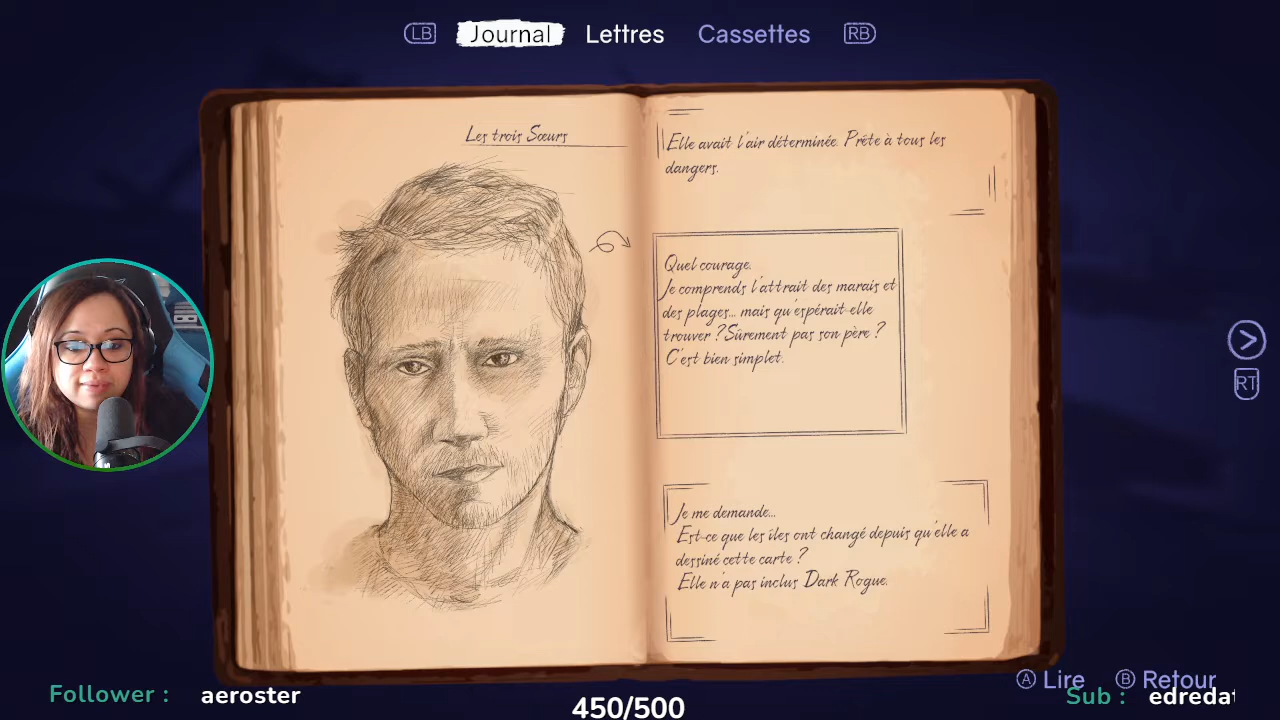 LB Journal Lettres Cassettes RB
Les trois Sœurs
Elle avait l'air déterminée. Prête à tous les
dangers.
Quel courage.
Je comprends l'attrait des marais et
des plages... mais qu'espérait-elle
trouver ? Sûrement pas son père ?
C'est bien simplet.
Je me demande...
Est-ce que les îles ont changé depuis qu'elle a
dessiné cette carte ?
Elle n'a pas inclus Dark Rogue.
RT
A Lire B Retour
Follower : aeroster
450/500
Sub : edredat